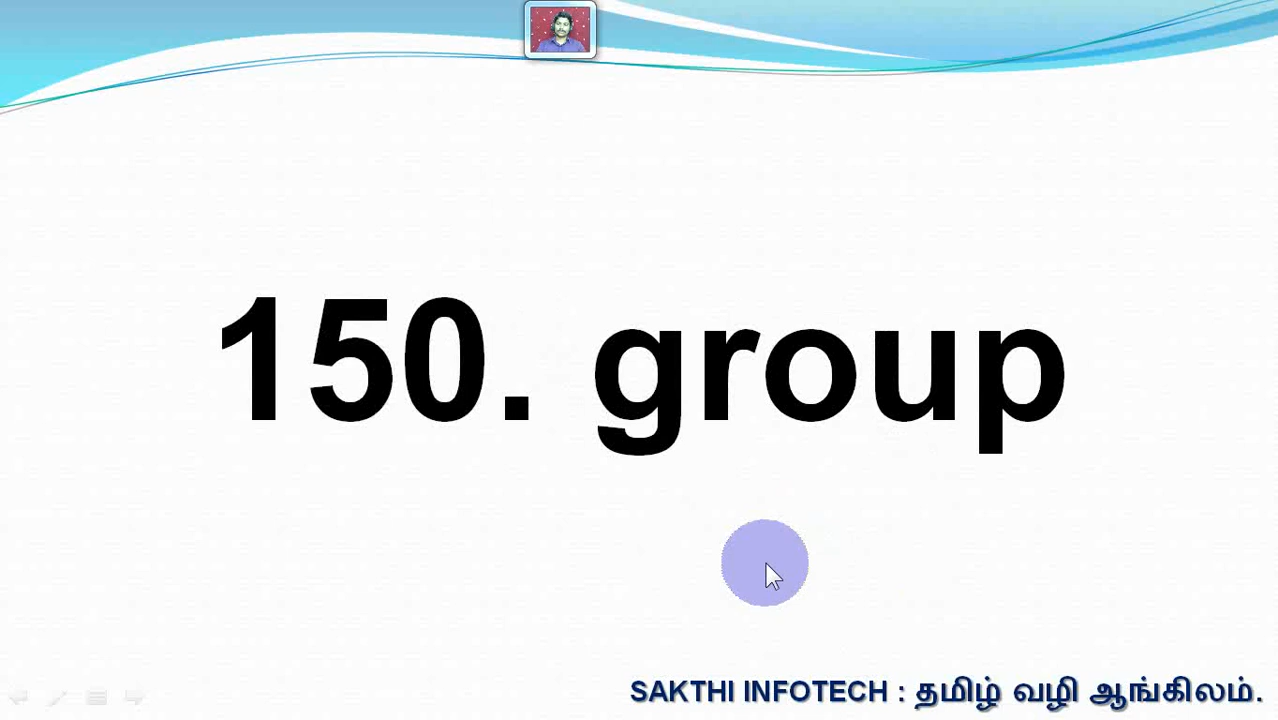 150. group
SAKTHI INFOTECH : தமிழ் வழி ஆங்கிலம்.